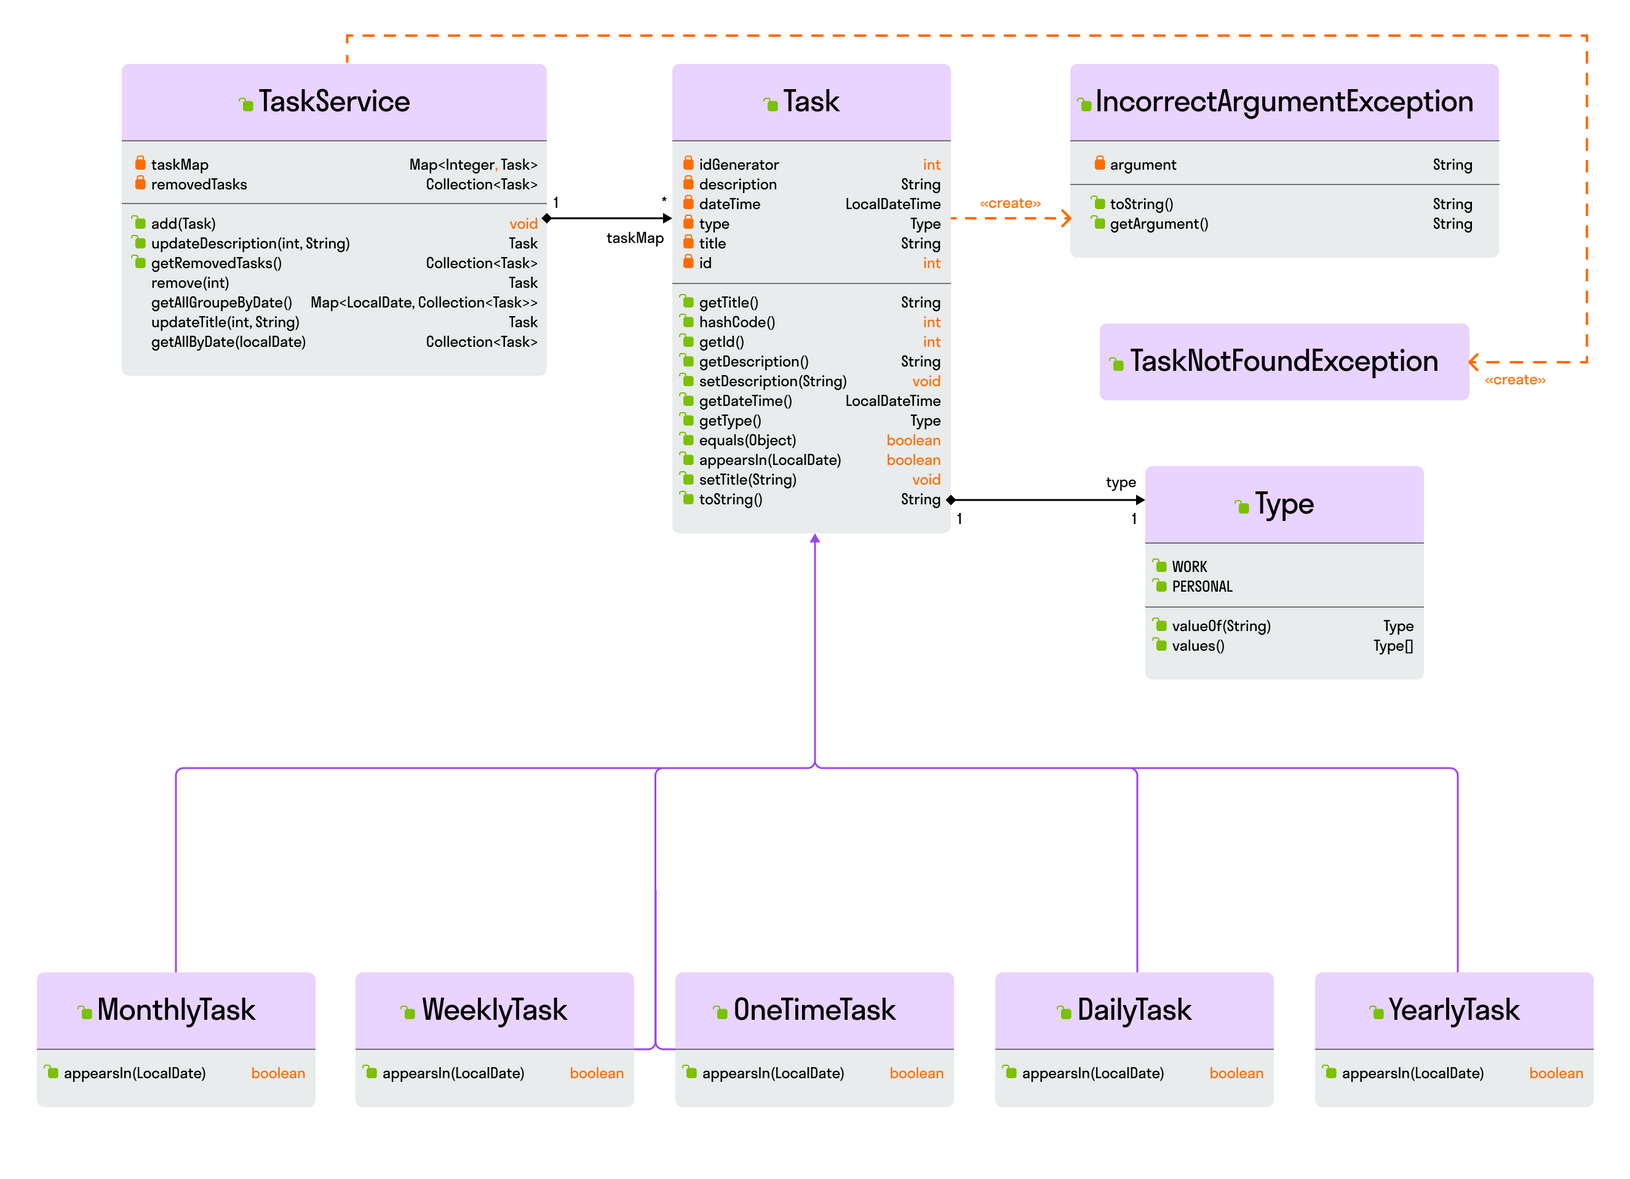 TaskService
taskMap Map<Integer, Task>
removedTasks Collection<Task>
add(Task) void
updateDescription(int, String) Task
getRemovedTasks() Collection<Task>
remove(int) Task
getAllGroupeByDate() Map<LocalDate, Collection<Task>>
updateTitle(int, String) Task
getAllByDate(localDate) Collection<Task>
1
*
taskMap
Task
idGenerator int
description String
dateTime LocalDateTime
type Type
title String
id int
getTitle() String
hashCode() int
getId() int
getDescription() String
setDescription(String) void
getDateTime() LocalDateTime
getType() Type
equals(Object) boolean
appearsIn(LocalDate) boolean
setTitle(String) void
toString() String
«create»
IncorrectArgumentException
argument String
toString() String
getArgument() String
TaskNotFoundException
«create»
type
1
1
Type
WORK
PERSONAL
valueOf(String) Type
values() Type[]
MonthlyTask
appearsIn(LocalDate) boolean
WeeklyTask
appearsIn(LocalDate) boolean
OneTimeTask
appearsIn(LocalDate) boolean
DailyTask
appearsIn(LocalDate) boolean
YearlyTask
appearsIn(LocalDate) boolean